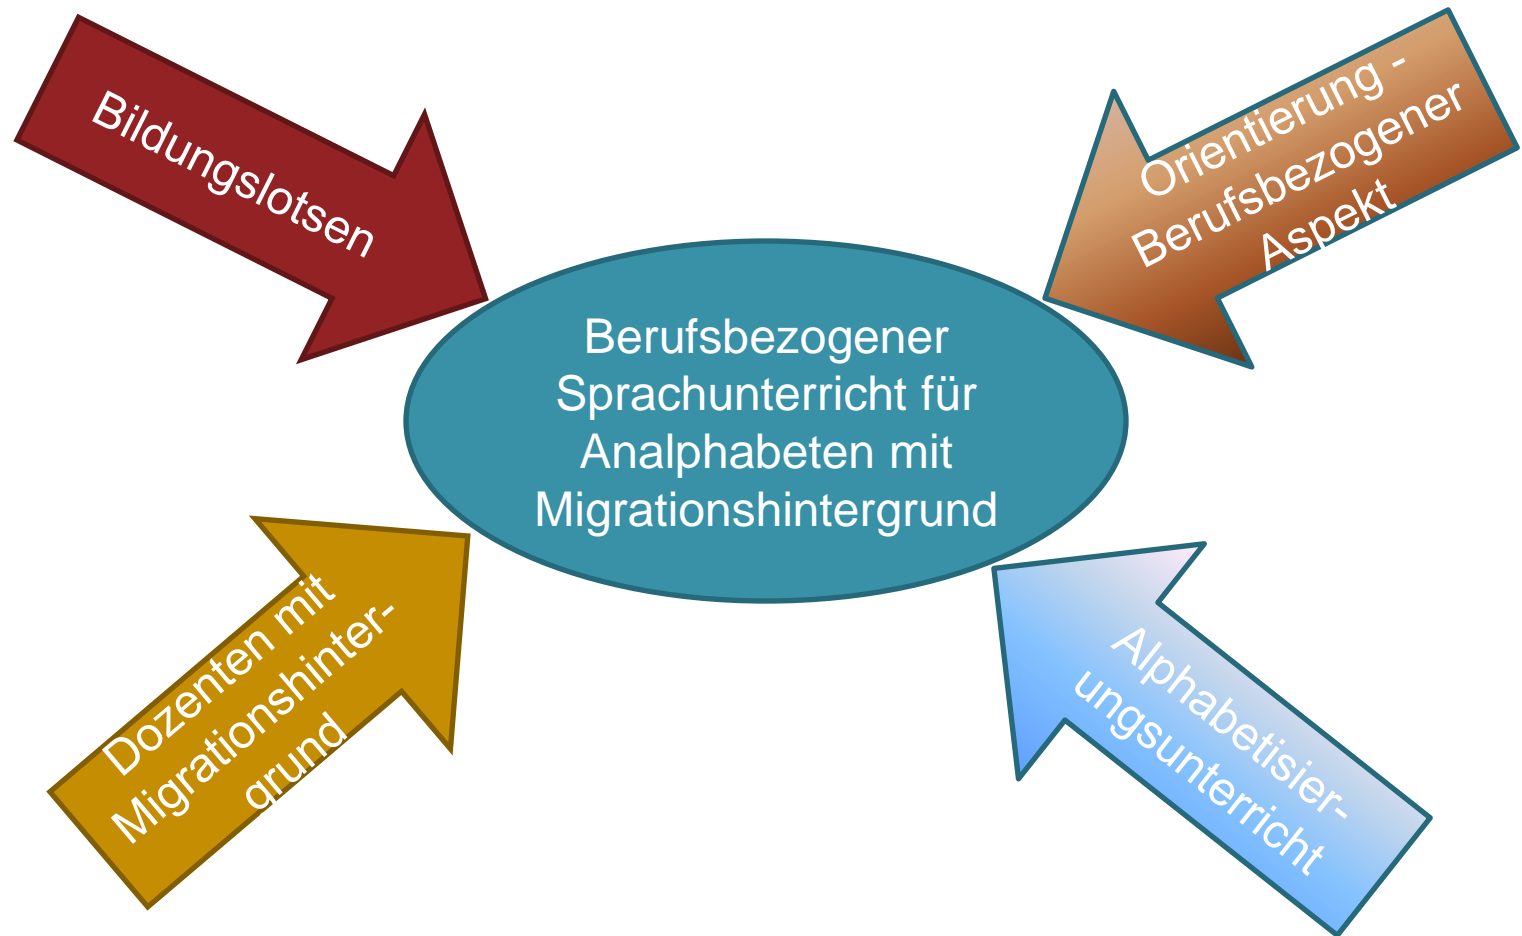 Bildungslotsen
Orientierung -
Berufsbezogener
Aspekt
Berufsbezogener
Sprachunterricht für
Analphabeten mit
Migrationshintergrund
Dozenten mit
Migrationshinter-
grund
Alphabetisier-
ungsunterricht